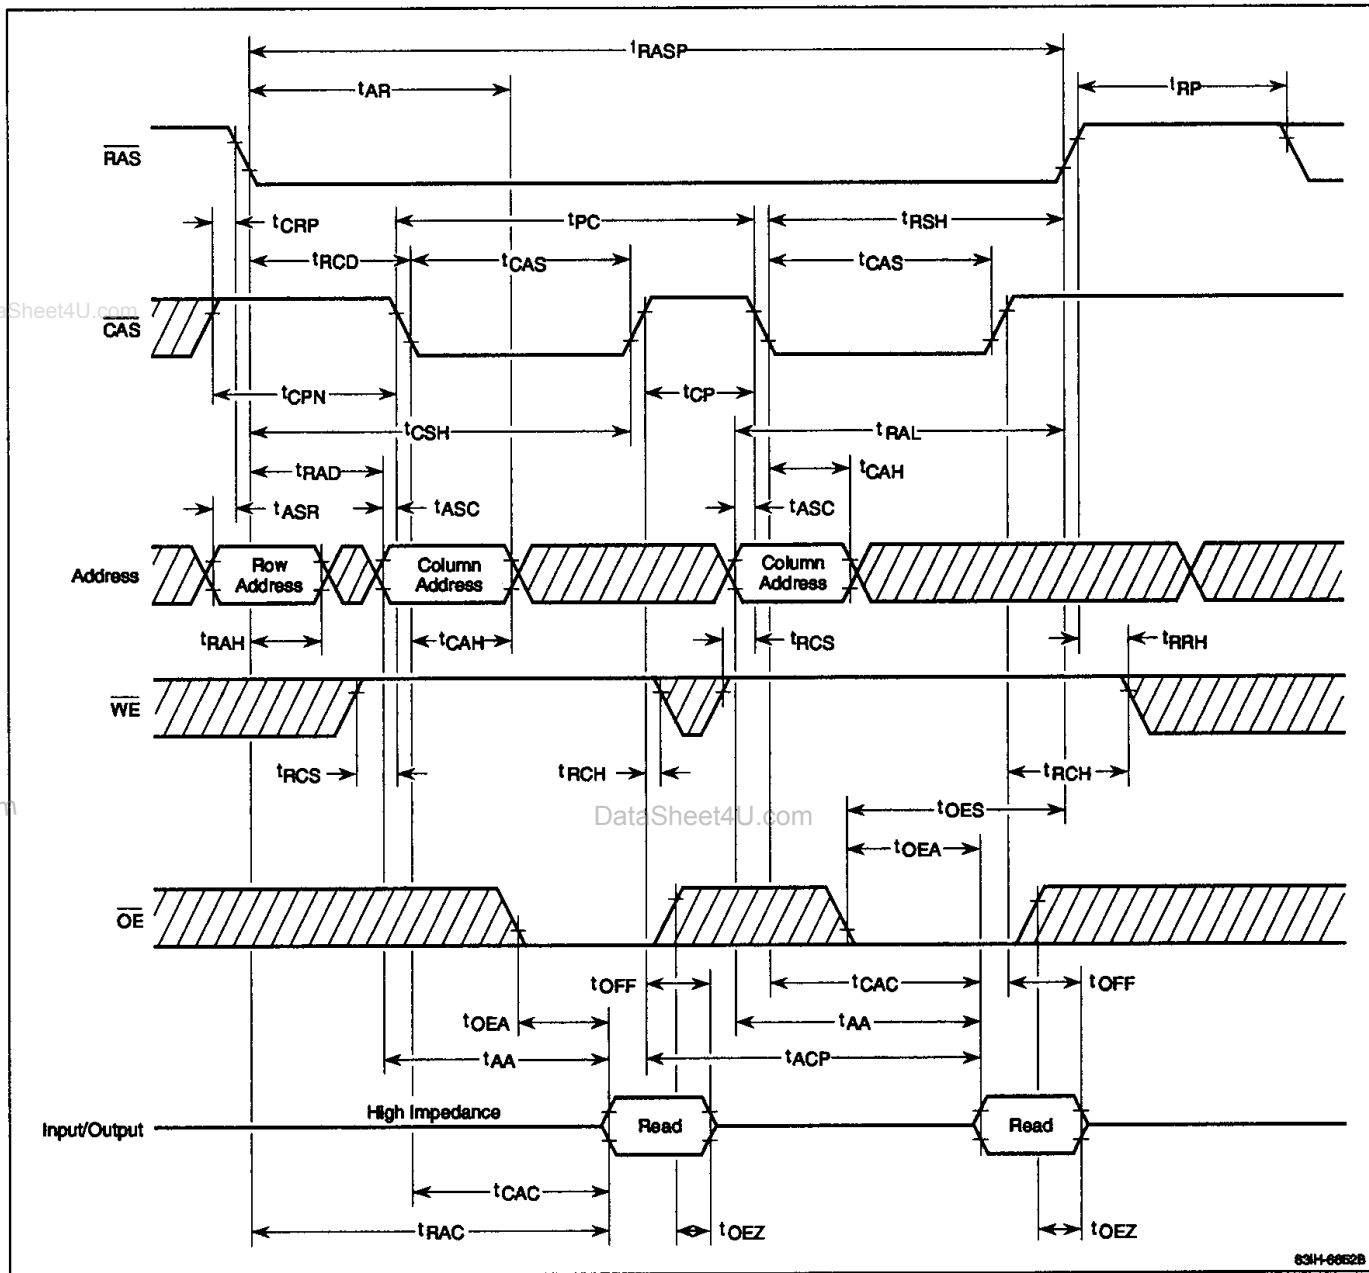 tRASP
tAR
tRP
RAS
tCRP
tPC
tRSH
tRCD
tCAS
tCAS
CAS
tCPN
tCP
tCSH
tRAL
tRAD
tCAH
tASR
tASC
tASC
Address
Row
Address
Column
Address
Column
Address
tRAH
tCAH
tRCS
tRRH
WE
tRCS
tRCH
tRCH
DataSheet4U.com
tOES
tOEA
OE
tOFF
tCAC
tOFF
tOEA
tAA
tAA
tACP
High Impedance
Input/Output
Read
Read
tCAC
tRAC
tOEZ
tOEZ
83IH-6652B